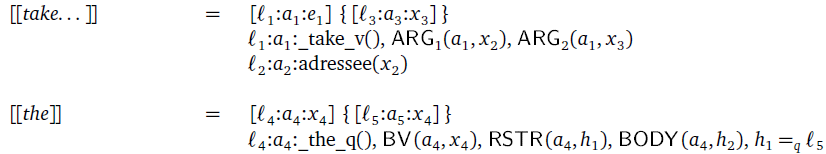 [[take...]] = [ℓ₁:a₁:e₁] { [ℓ₃:a₃:x₃] }
ℓ₁:a₁:_take_v(), ARG₁(a₁, x₂), ARG₂(a₁, x₃)
ℓ₂:a₂:adressee(x₂)
[[the]] = [ℓ₄:a₄:x₄] { [ℓ₅:a₅:x₄] }
ℓ₄:a₄:_the_q(), BV(a₄, x₄), RSTR(a₄, h₁), BODY(a₄, h₂), h₁ =_q ℓ₅